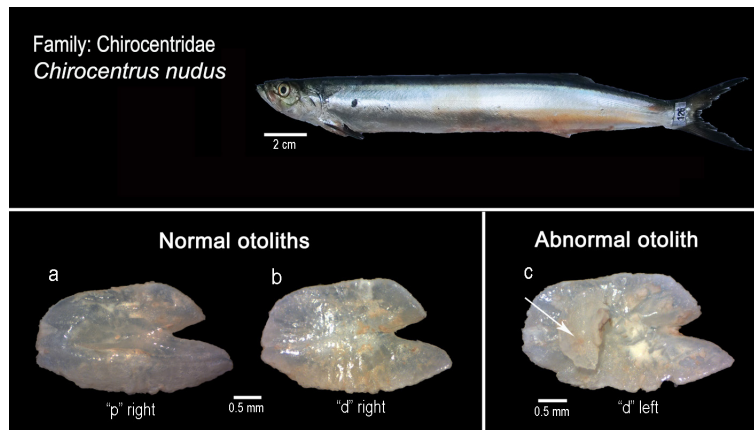 Family: Chirocentridae
Chirocentrus nudus
126
2 cm
Normal otoliths
Abnormal otolith
a
b
c
"p" right
0.5 mm
"d" right
0.5 mm
"d" left